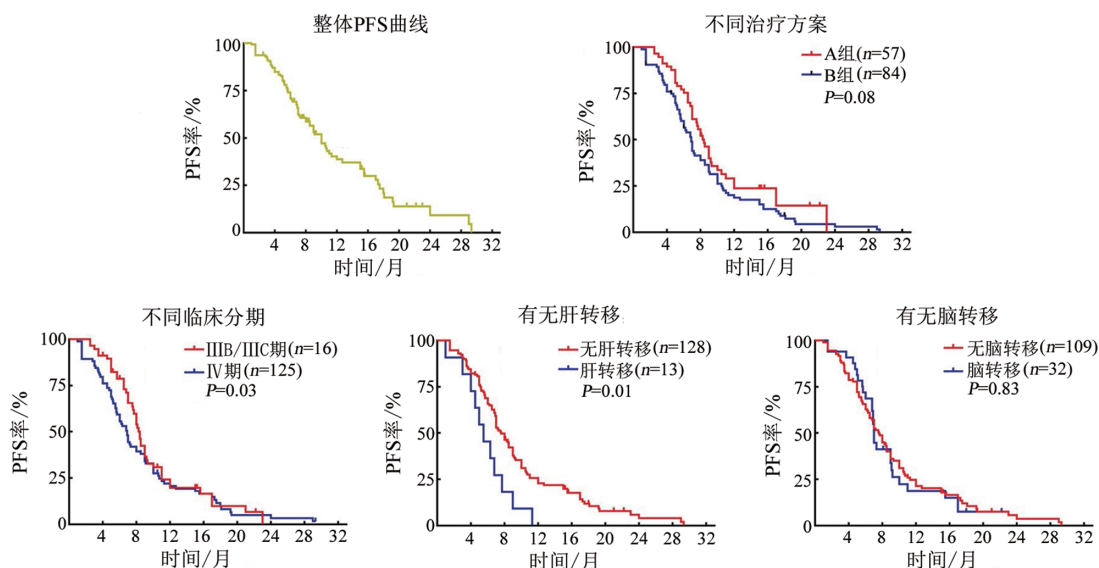 整体PFS曲线
PFS率/%
100
75
50
25
0
4 8 12 16 20 24 28 32
时间/月
不同治疗方案
A组(n=57)
B组(n=84)
P=0.08
PFS率/%
100
75
50
25
0
4 8 12 16 20 24 28 32
时间/月
不同临床分期
ⅢB/ⅢC期(n=16)
Ⅳ期(n=125)
P=0.03
PFS率/%
100
75
50
25
0
4 8 12 16 20 24 28 32
时间/月
有无肝转移
无肝转移(n=128)
肝转移(n=13)
P=0.01
PFS率/%
100
75
50
25
0
4 8 12 16 20 24 28 32
时间/月
有无脑转移
无脑转移(n=109)
脑转移(n=32)
P=0.83
PFS率/%
100
75
50
25
0
4 8 12 16 20 24 28 32
时间/月